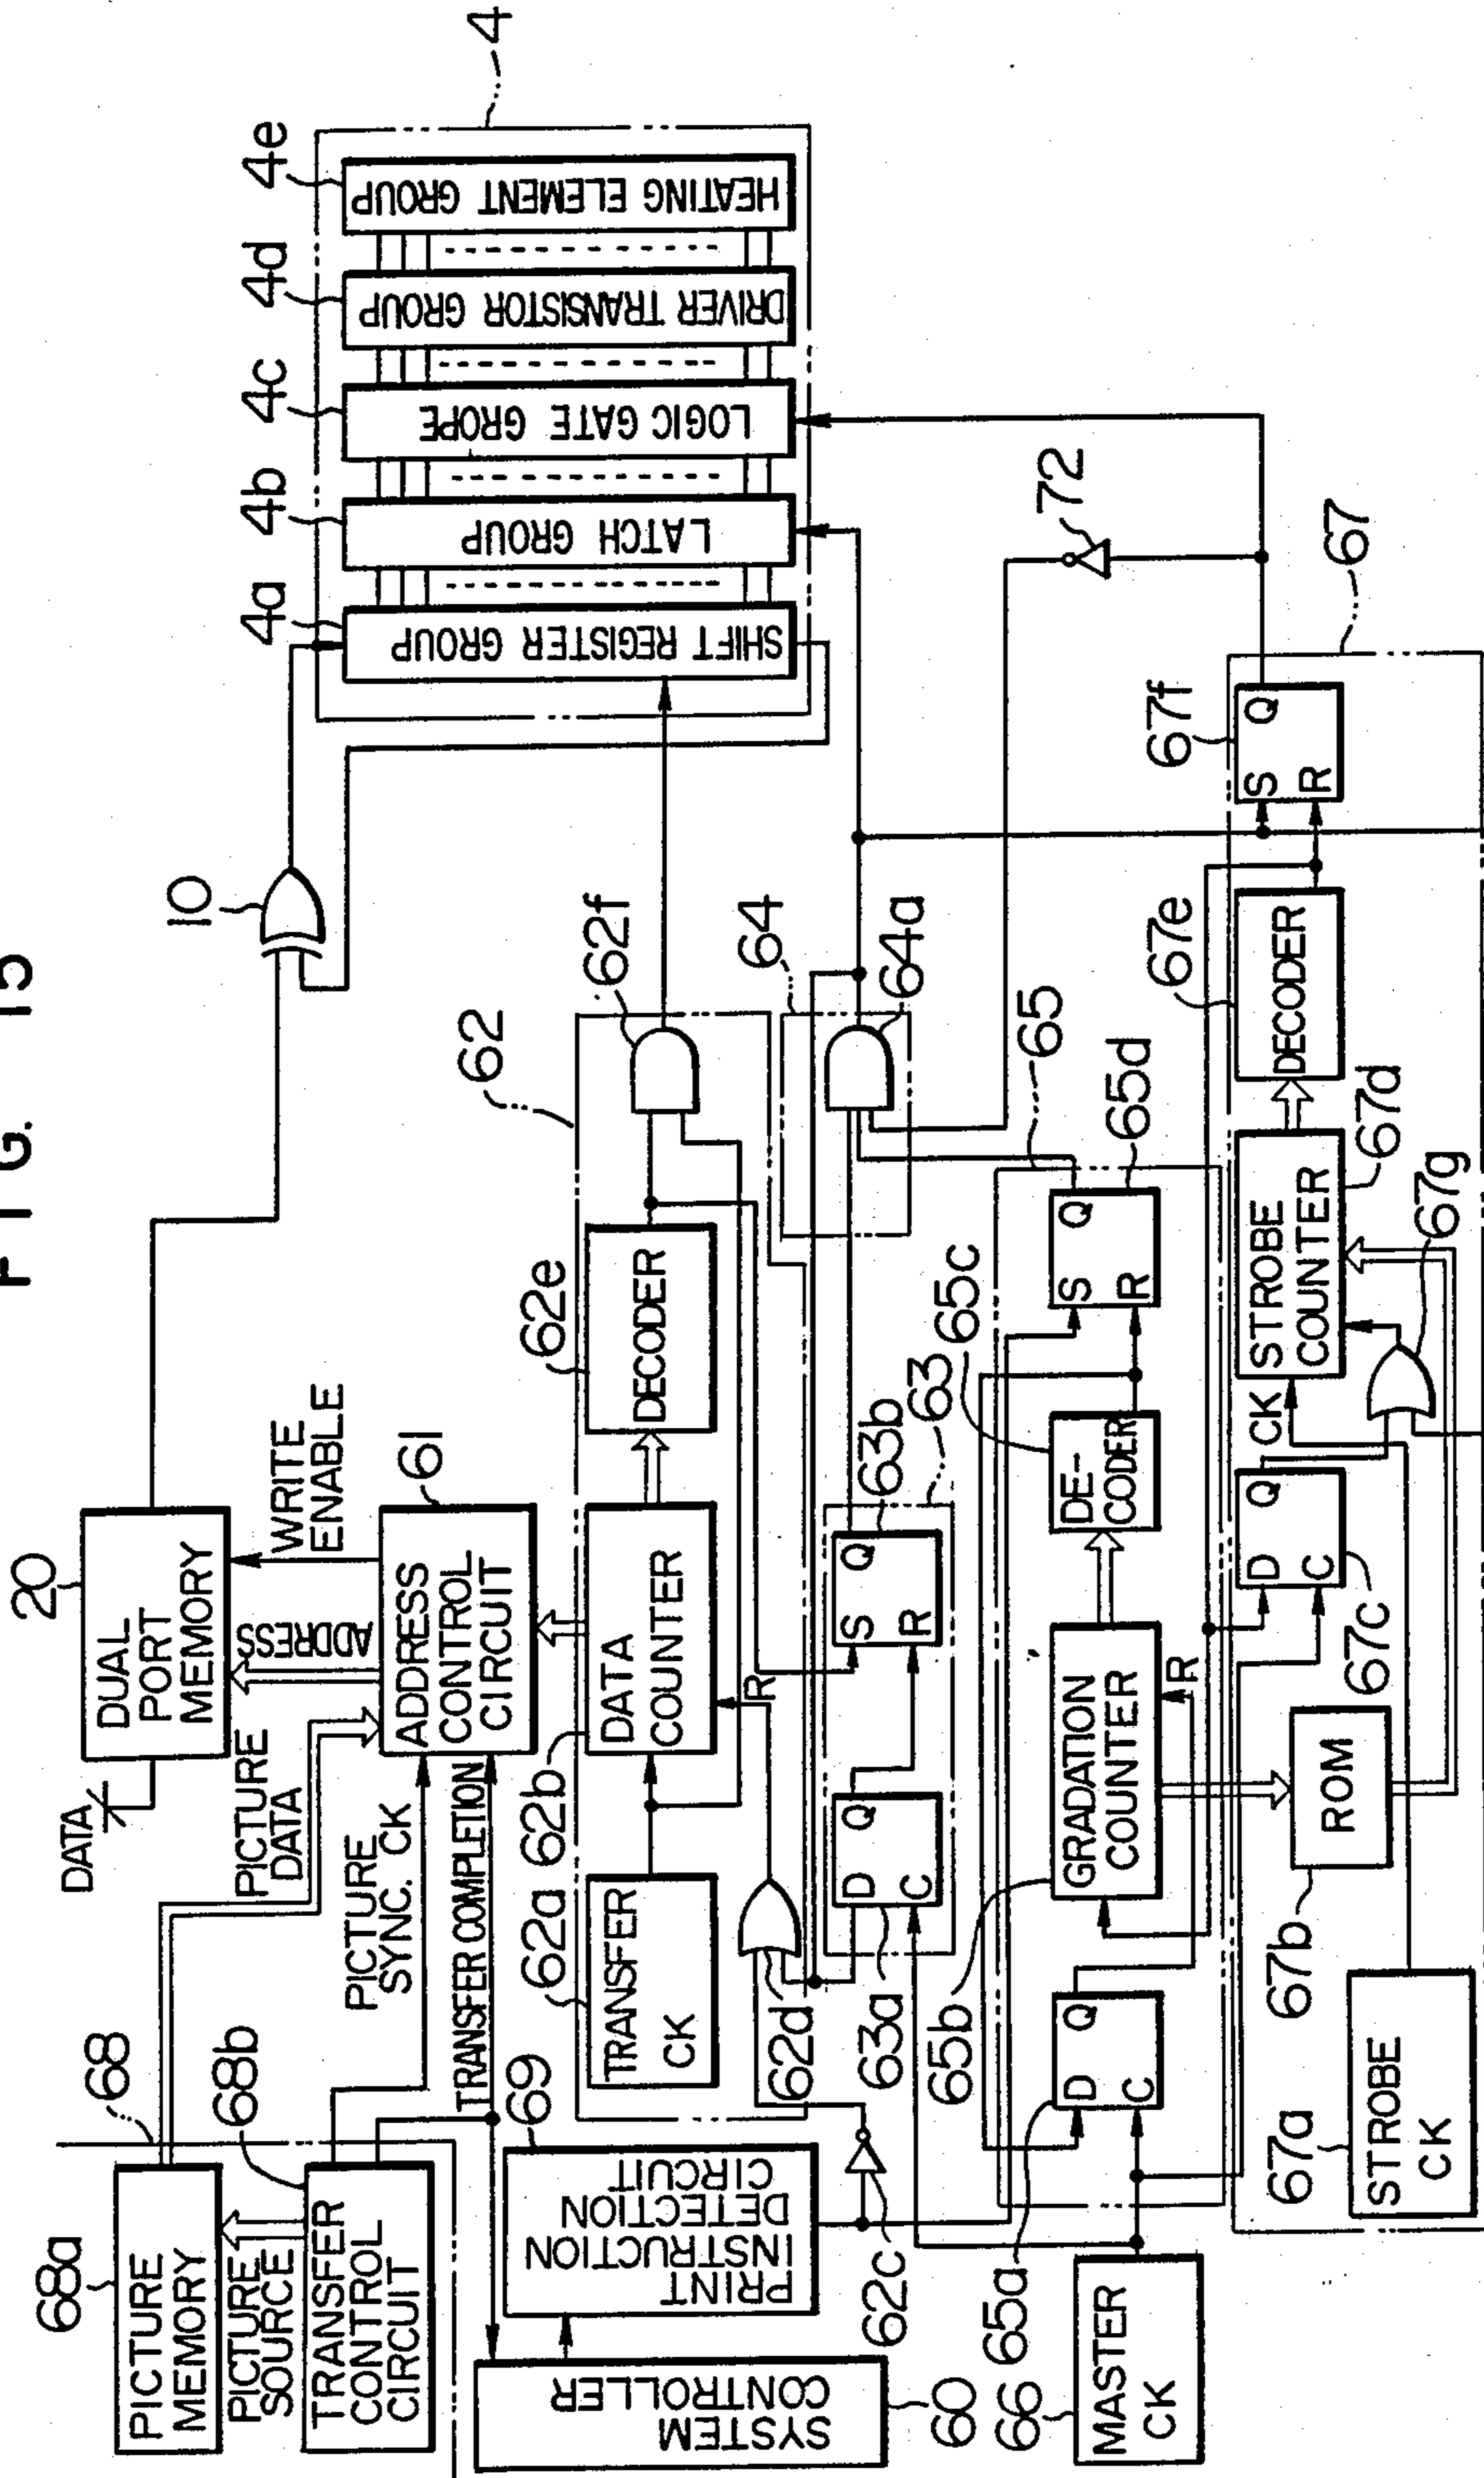 FIG. 15
68a
PICTURE
MEMORY
PICTURE
SOURCE
TRANSFER
CONTROL
CIRCUIT
68b
68
DATA
20
DUAL
PORT
MEMORY
PICTURE
DATA
ADDRESS
WRITE
ENABLE
PICTURE
SYNC. CK
TRANSFER COMPLETION
ADDRESS
CONTROL
CIRCUIT
61
10
4
4a
4b
4c
4d
4e
SHIFT REGISTER GROUP
LATCH GROUP
LOGIC GATE GROPE
DRIVER TRANSISTOR GROUP
HEATING ELEMENT GROUP
SYSTEM
CONTROLLER
60
69
PRINT
INSTRUCTION
DETECTION
CIRCUIT
62
62a
TRANSFER
CK
62b
DATA
COUNTER
R
62c
62d
62e
DECODER
62f
63
63a
D
Q
C
63b
S
Q
R
64
64a
65
65a
D
Q
C
65b
GRADATION
COUNTER
R
65c
DE-
CODER
65d
S
Q
R
66
MASTER
CK
67
67a
STROBE
CK
67b
ROM
67c
D
Q
C
CK
67d
STROBE
COUNTER
67e
DECODER
67f
S
Q
R
67g
72